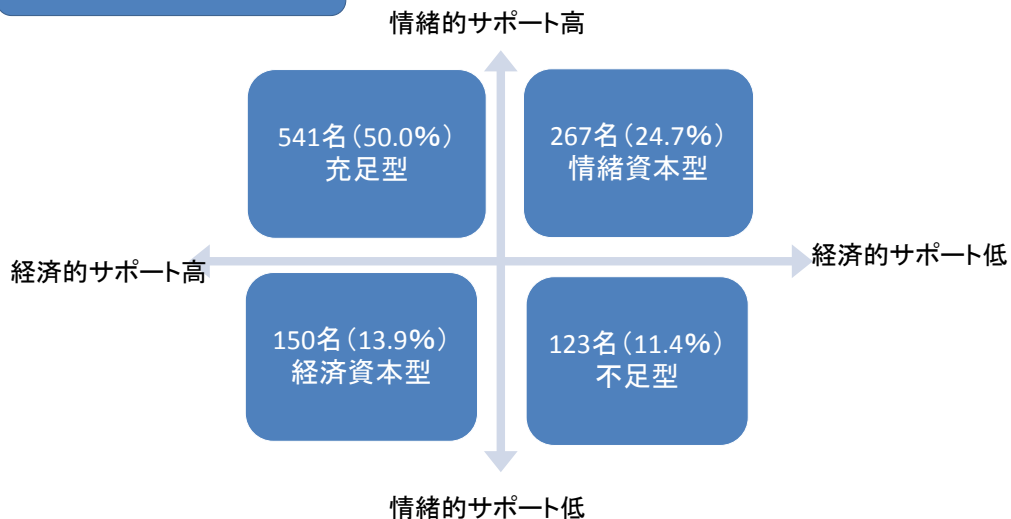 情緒的サポート高
541名（50.0%）
充足型
267名（24.7%）
情緒資本型
経済的サポート高
経済的サポート低
150名（13.9%）
経済資本型
123名（11.4%）
不足型
情緒的サポート低